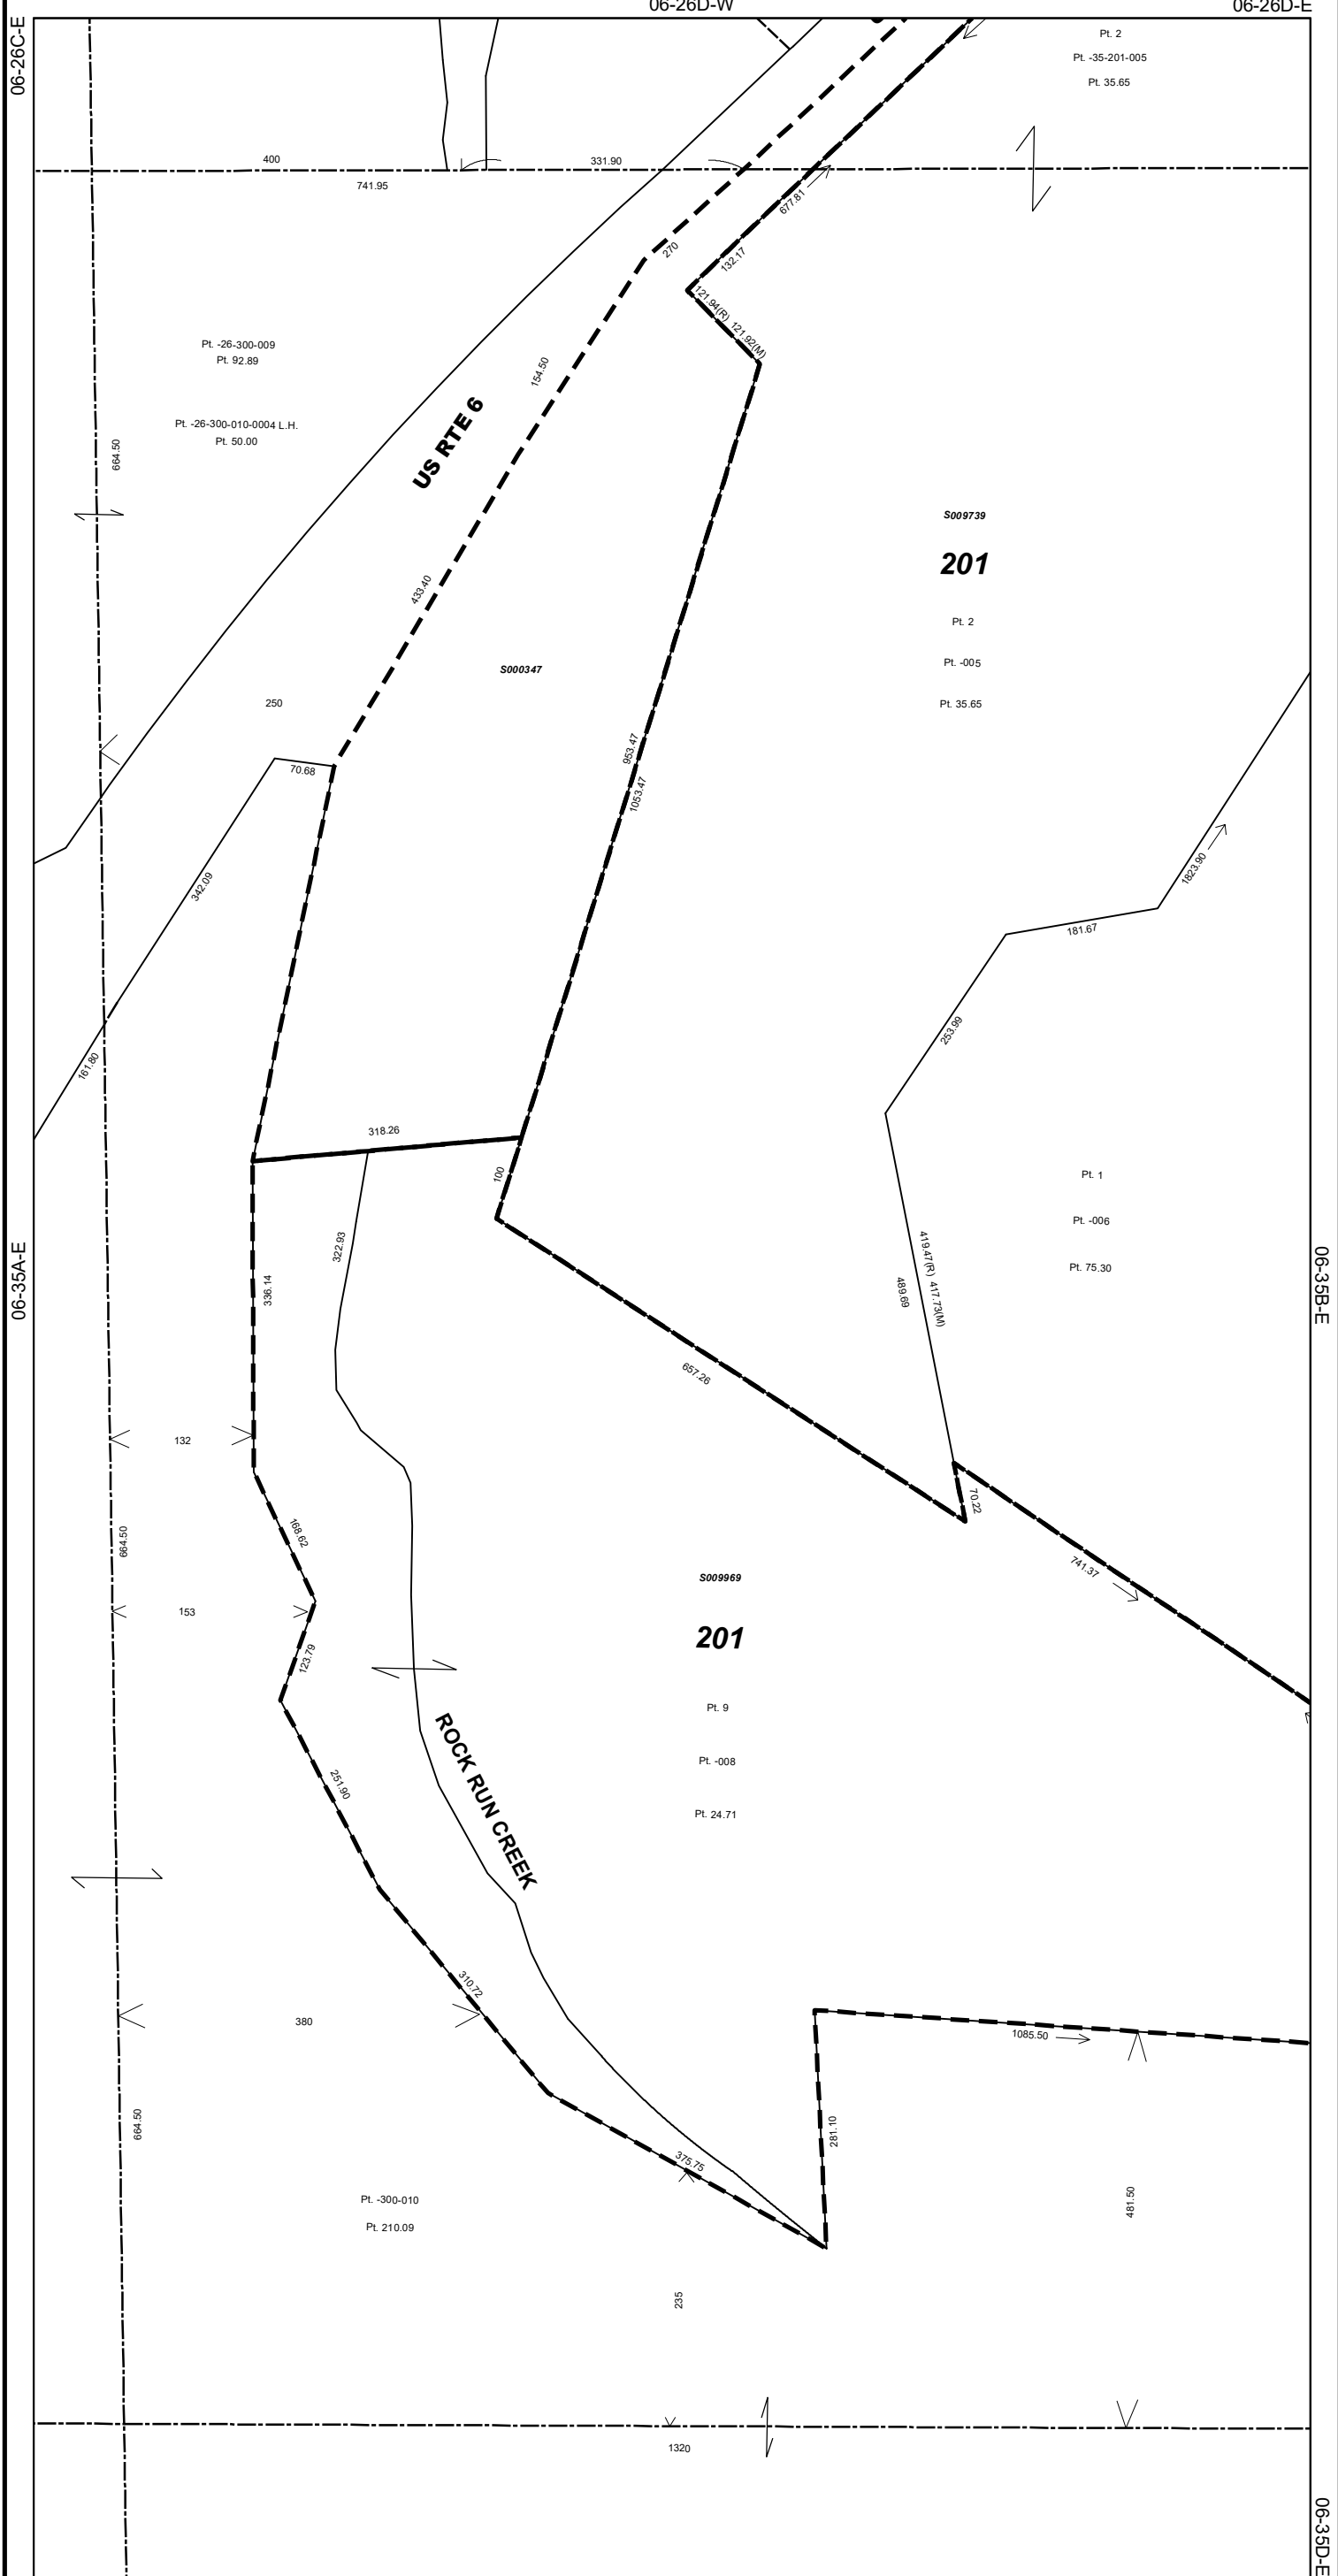 06-26D-W
06-26D-E
06-26C-E
Pt. 2
Pt. -35-201-005
Pt. 35.65
400
331.90
741.95
677.81
270
132.17
121.94(R) 121.92(M)
Pt. -26-300-009
Pt. 92.89
154.50
Pt. -26-300-010-0004 L.H.
Pt. 50.00
US RTE 6
664.50
S009739
201
433.40
Pt. 2
S000347
Pt. -005
250
Pt. 35.65
953.47
70.68
1053.47
342.09
1823.90
181.67
253.99
161.80
318.26
100
Pt. 1
Pt. -006
Pt. 75.30
322.93
336.14
419.47(R) 417.73(M)
489.69
06-35A-E
06-35B-E
657.26
132
70.22
168.62
664.50
741.37
S009969
201
153
123.79
Pt. 9
ROCK RUN CREEK
Pt. -008
251.90
Pt. 24.71
310.72
380
1085.50
664.50
281.10
375.75
Pt. -300-010
481.50
Pt. 210.09
235
1320
06-35D-E